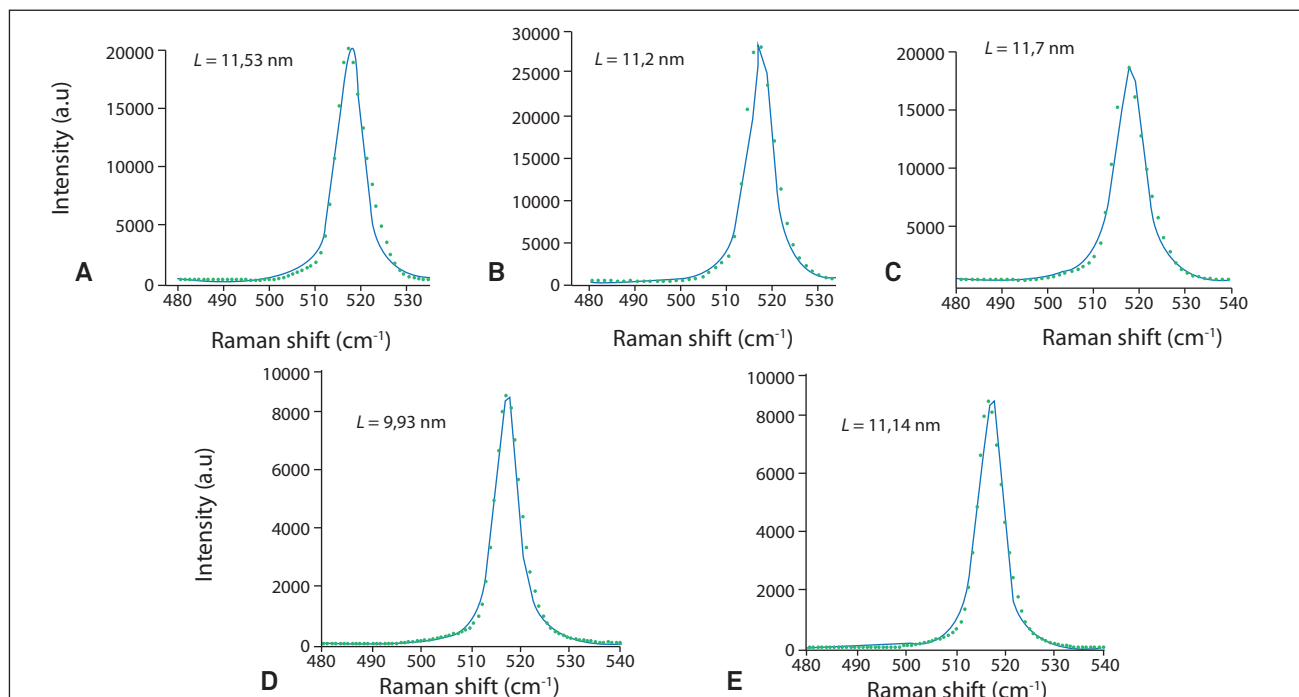 L = 11,53 nm
20000
15000
10000
5000
0
480 490 500 510 520 530
Intensity (a.u)
Raman shift (cm-1)
A
L = 11,2 nm
30000
25000
20000
15000
10000
5000
0
480 490 500 510 520 530
Raman shift (cm-1)
B
L = 11,7 nm
20000
15000
10000
5000
0
480 490 500 510 520 530 540
Raman shift (cm-1)
C
L = 9,93 nm
10000
8000
6000
4000
2000
0
480 490 500 510 520 530 540
Intensity (a.u)
Raman shift (cm-1)
D
L = 11,14 nm
10000
8000
6000
4000
2000
0
480 490 500 510 520 530 540
Raman shift (cm-1)
E